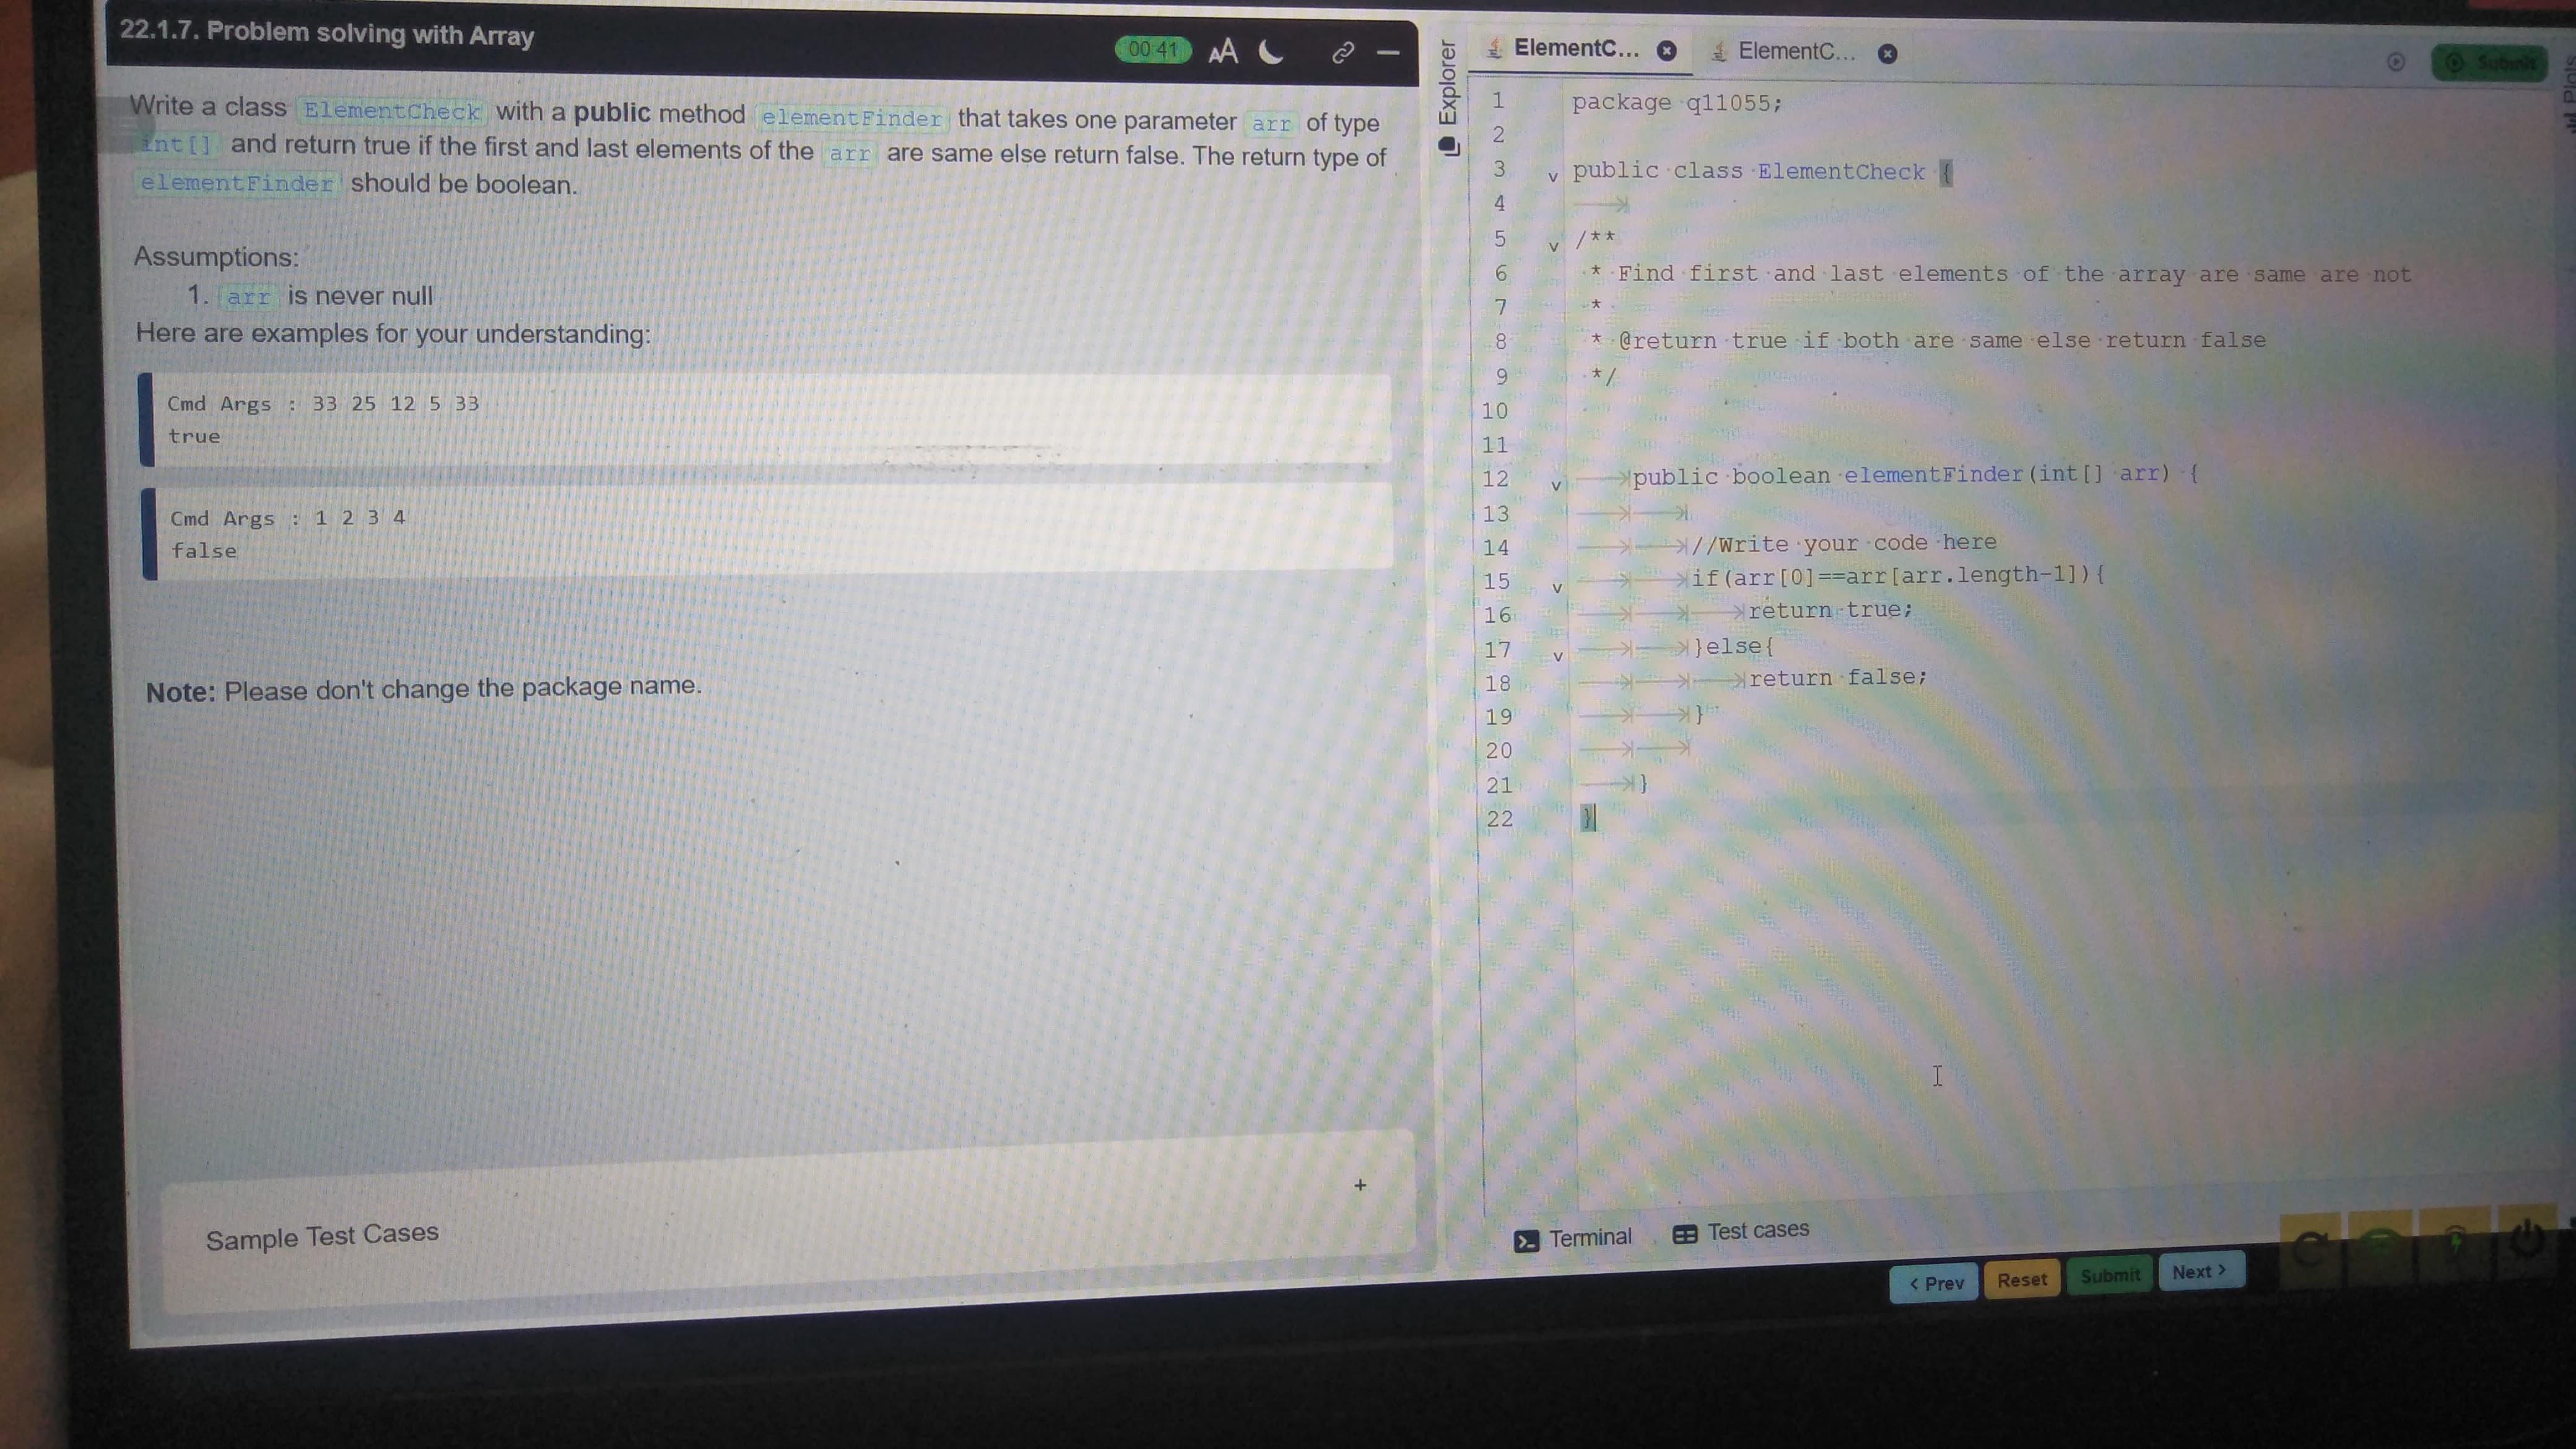 22.1.7. Problem solving with Array
00:41
AA
Write a class ElementCheck with a public method elementFinder that takes one parameter arr of type
int[] and return true if the first and last elements of the arr are same else return false. The return type of
elementFinder should be boolean.
Assumptions:
1. arr is never null
Here are examples for your understanding:
Cmd Args : 33 25 12 5 33
true
Cmd Args : 1 2 3 4
false
Note: Please don't change the package name.
Sample Test Cases
+
Explorer
ElementC...
ElementC...
Submit
1 package q11055;
2
3 public class ElementCheck {
4
5 /**
6 * Find first and last elements of the array are same are not
7 *
8 * @return true if both are same else return false
9 */
10
11
12 public boolean elementFinder(int[] arr) {
13
14 //Write your code here
15 if(arr[0]==arr[arr.length-1]){
16 return true;
17 }else{
18 return false;
19 }
20
21 }
22 }
Terminal
Test cases
< Prev
Reset
Submit
Next >